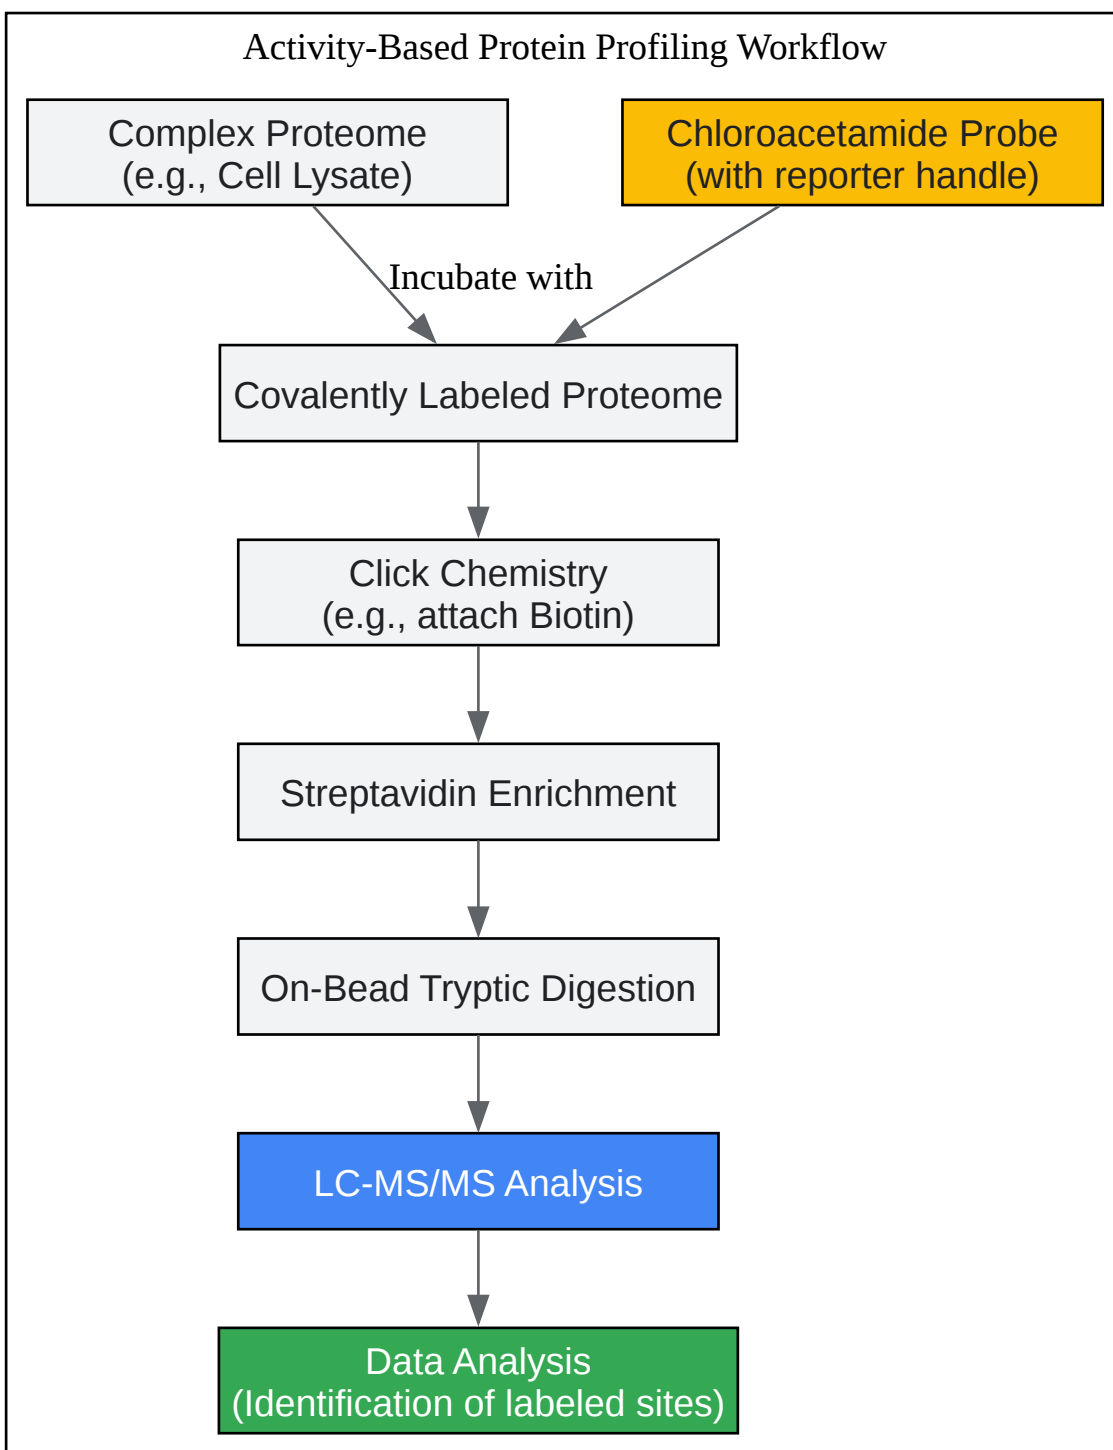 Activity-Based Protein Profiling Workflow
Complex Proteome
(e.g., Cell Lysate)
Chloroacetamide Probe
(with reporter handle)
Incubate with
Covalently Labeled Proteome
Click Chemistry
(e.g., attach Biotin)
Streptavidin Enrichment
On-Bead Tryptic Digestion
LC-MS/MS Analysis
Data Analysis
(Identification of labeled sites)